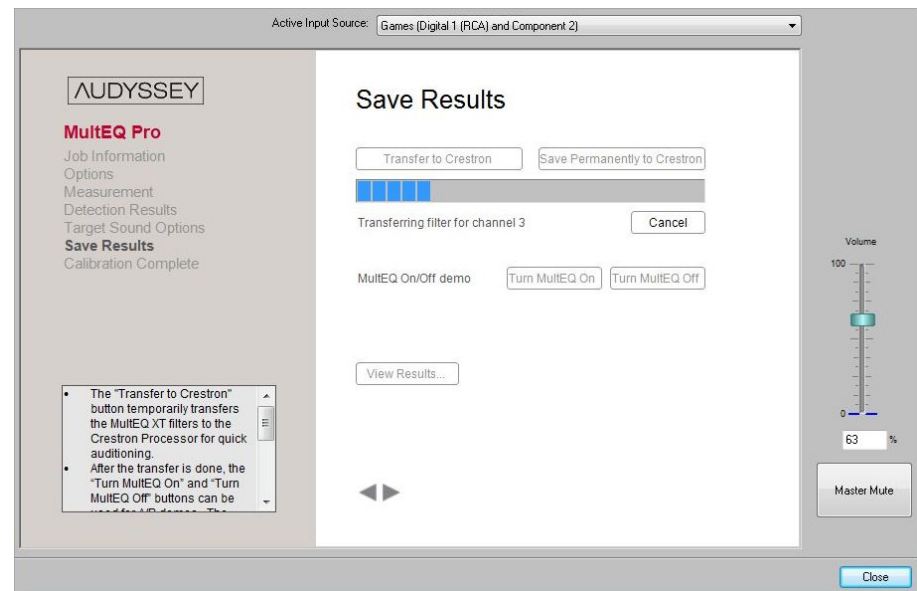 Active Input Source: Games (Digital 1 (RCA) and Component 2)
AUDYSSEY
MultEQ Pro
Job Information
Options
Measurement
Detection Results
Target Sound Options
Save Results
Calibration Complete
• The "Transfer to Crestron"
button temporarily transfers
the MultEQ XT filters to the
Crestron Processor for quick
auditioning.
• After the transfer is done, the
"Turn MultEQ On" and "Turn
MultEQ Off" buttons can be
Save Results
Transfer to Crestron Save Permanently to Crestron
Transferring filter for channel 3 Cancel
MultEQ On/Off demo Turn MultEQ On Turn MultEQ Off
View Results...
Volume
100
0
63 %
Master Mute
Close